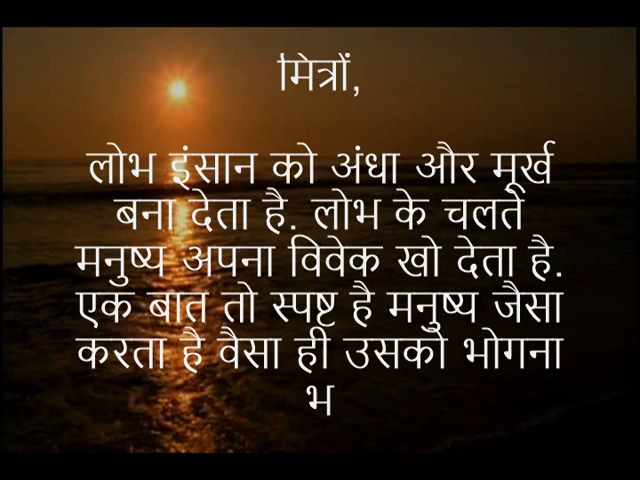 मित्रों,
लोभ इंसान को अंधा और मूर्ख
बना देता है. लोभ के चलते
मनुष्य अपना विवेक खो देता है.
एक बात तो स्पष्ट है मनुष्य जैसा
करता है वैसा ही उसको भोगना
भ